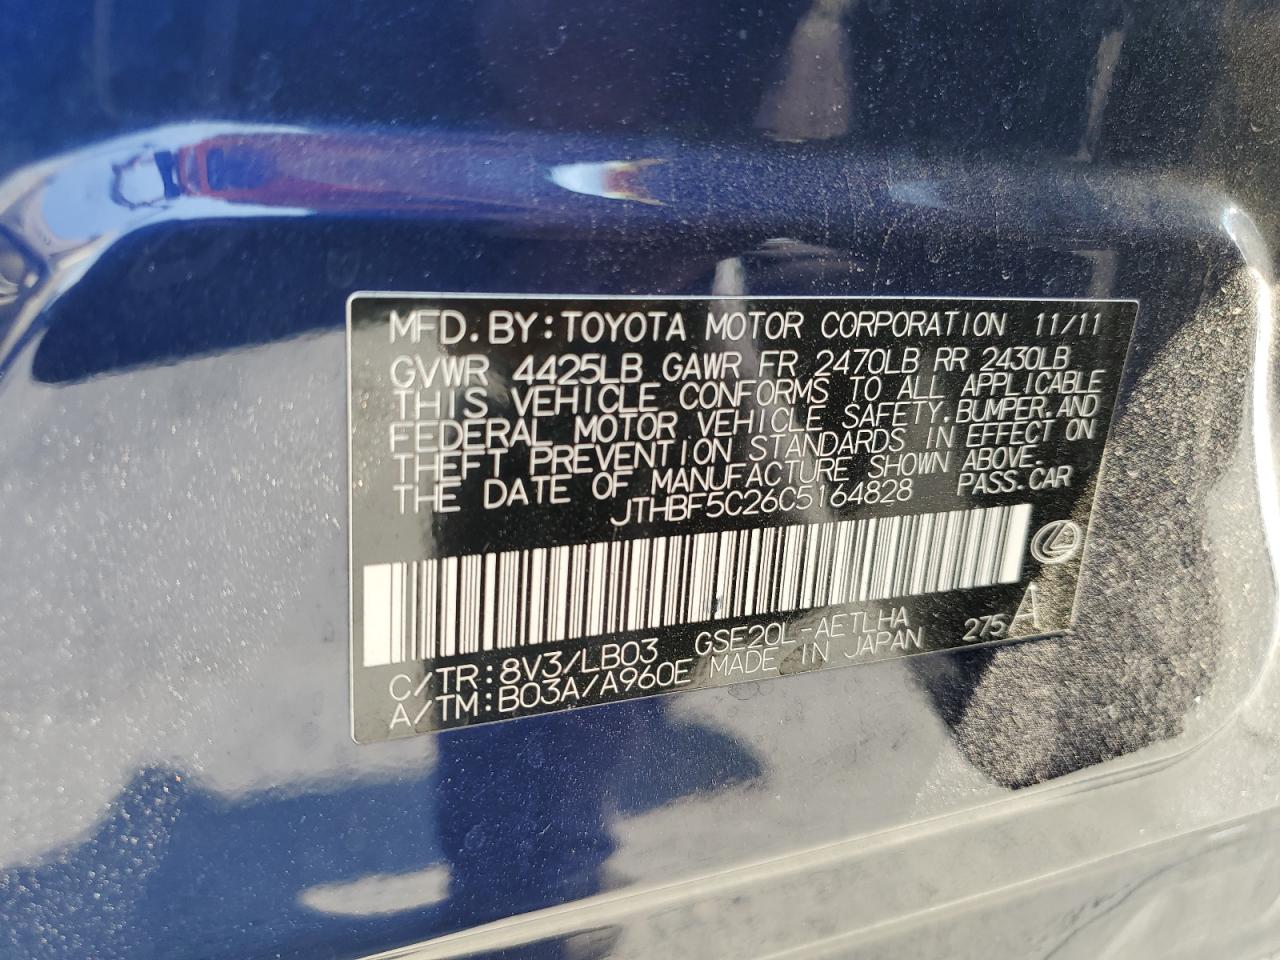 MFD. BY: TOYOTA MOTOR CORPORATION 11/11
GVWR 4425LB GAWR FR 2470LB RR 2430LB
THIS VEHICLE CONFORMS TO ALL APPLICABLE
FEDERAL MOTOR VEHICLE SAFETY, BUMPER, AND
THEFT PREVENTION STANDARDS IN EFFECT ON
THE DATE OF MANUFACTURE SHOWN ABOVE.
JTHBF5C26C5164828 PASS. CAR
C/TR: 8V3/LB03 GSE20L-AETLHA 275 A
A/TM: B03A/A960E MADE IN JAPAN